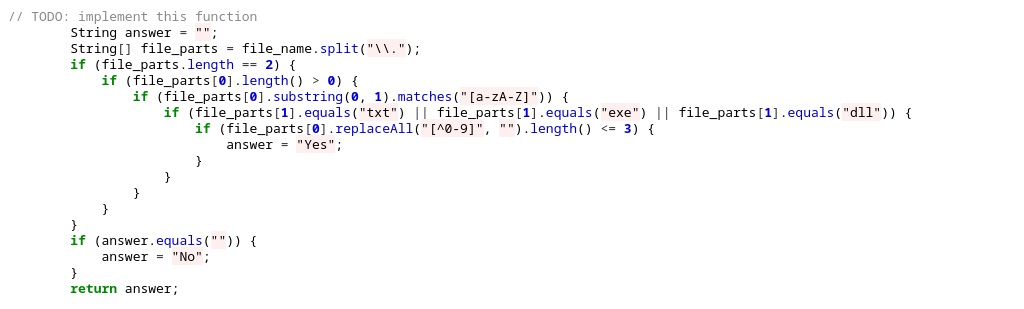 // TODO: implement this function
        String answer = "";
        String[] file_parts = file_name.split("\\.");
        if (file_parts.length == 2) {
            if (file_parts[0].length() > 0) {
                if (file_parts[0].substring(0, 1).matches("[a-zA-Z]")) {
                    if (file_parts[1].equals("txt") || file_parts[1].equals("exe") || file_parts[1].equals("dll")) {
                        if (file_parts[0].replaceAll("[^0-9]", "").length() <= 3) {
                            answer = "Yes";
                        }
                    }
                }
            }
        }
        if (answer.equals("")) {
            answer = "No";
        }
        return answer;